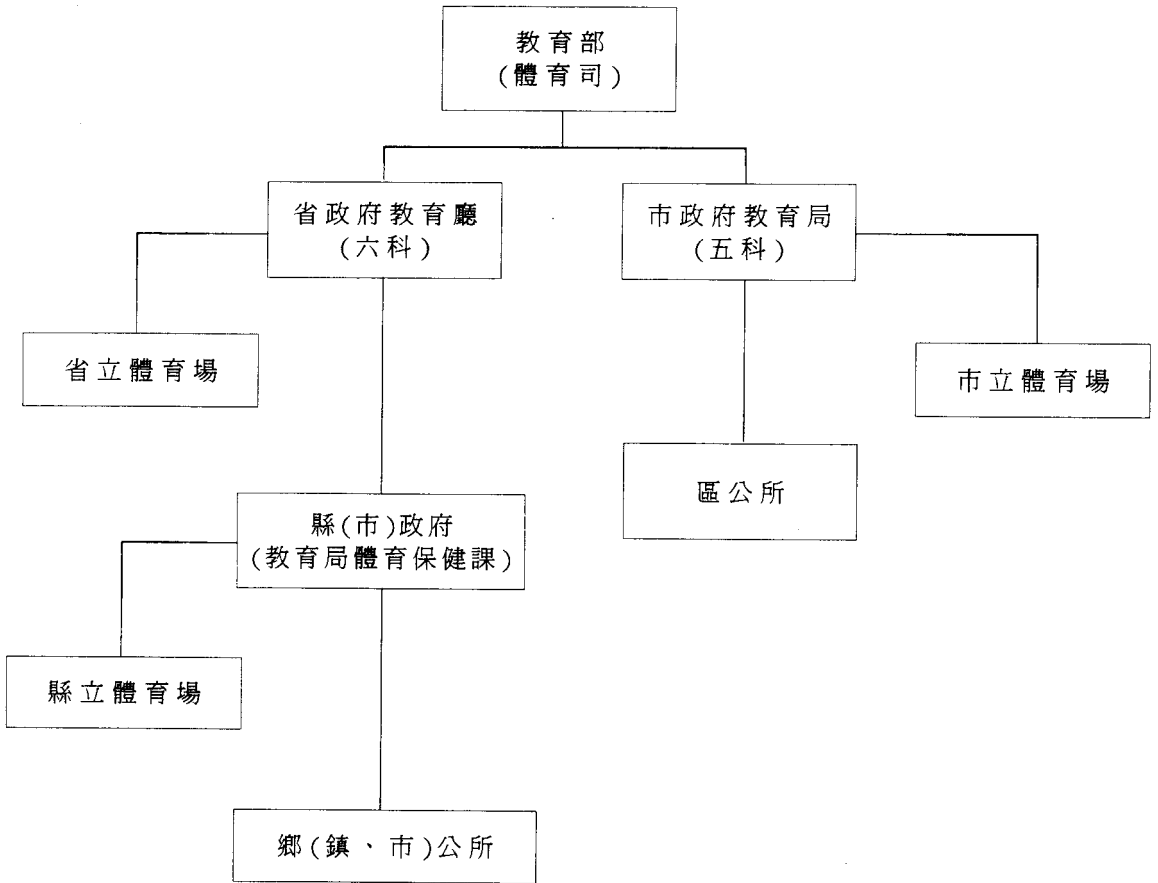 教育部
(體育司)
省政府教育廳
(六科)
市政府教育局
(五科)
省立體育場
市立體育場
區公所
縣(市)政府
(教育局體育保健課)
縣立體育場
鄉(鎮、市)公所